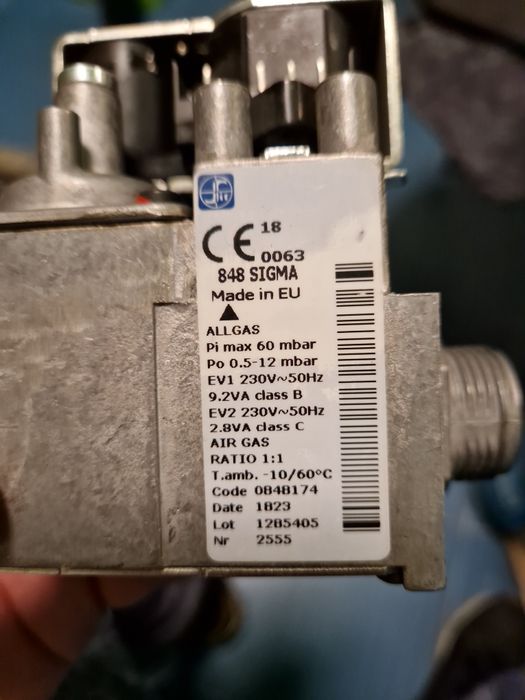 CE 18
0063
848 SIGMA
Made in EU
ALLGAS
Pi max 60 mbar
Po 0.5-12 mbar
EV1 230V~50Hz
9.2VA class B
EV2 230V~50Hz
2.8VA class C
AIR GAS
RATIO 1:1
T.amb. -10/60°C
Code 0848174
Date 1823
Lot 1285405
Nr 2555